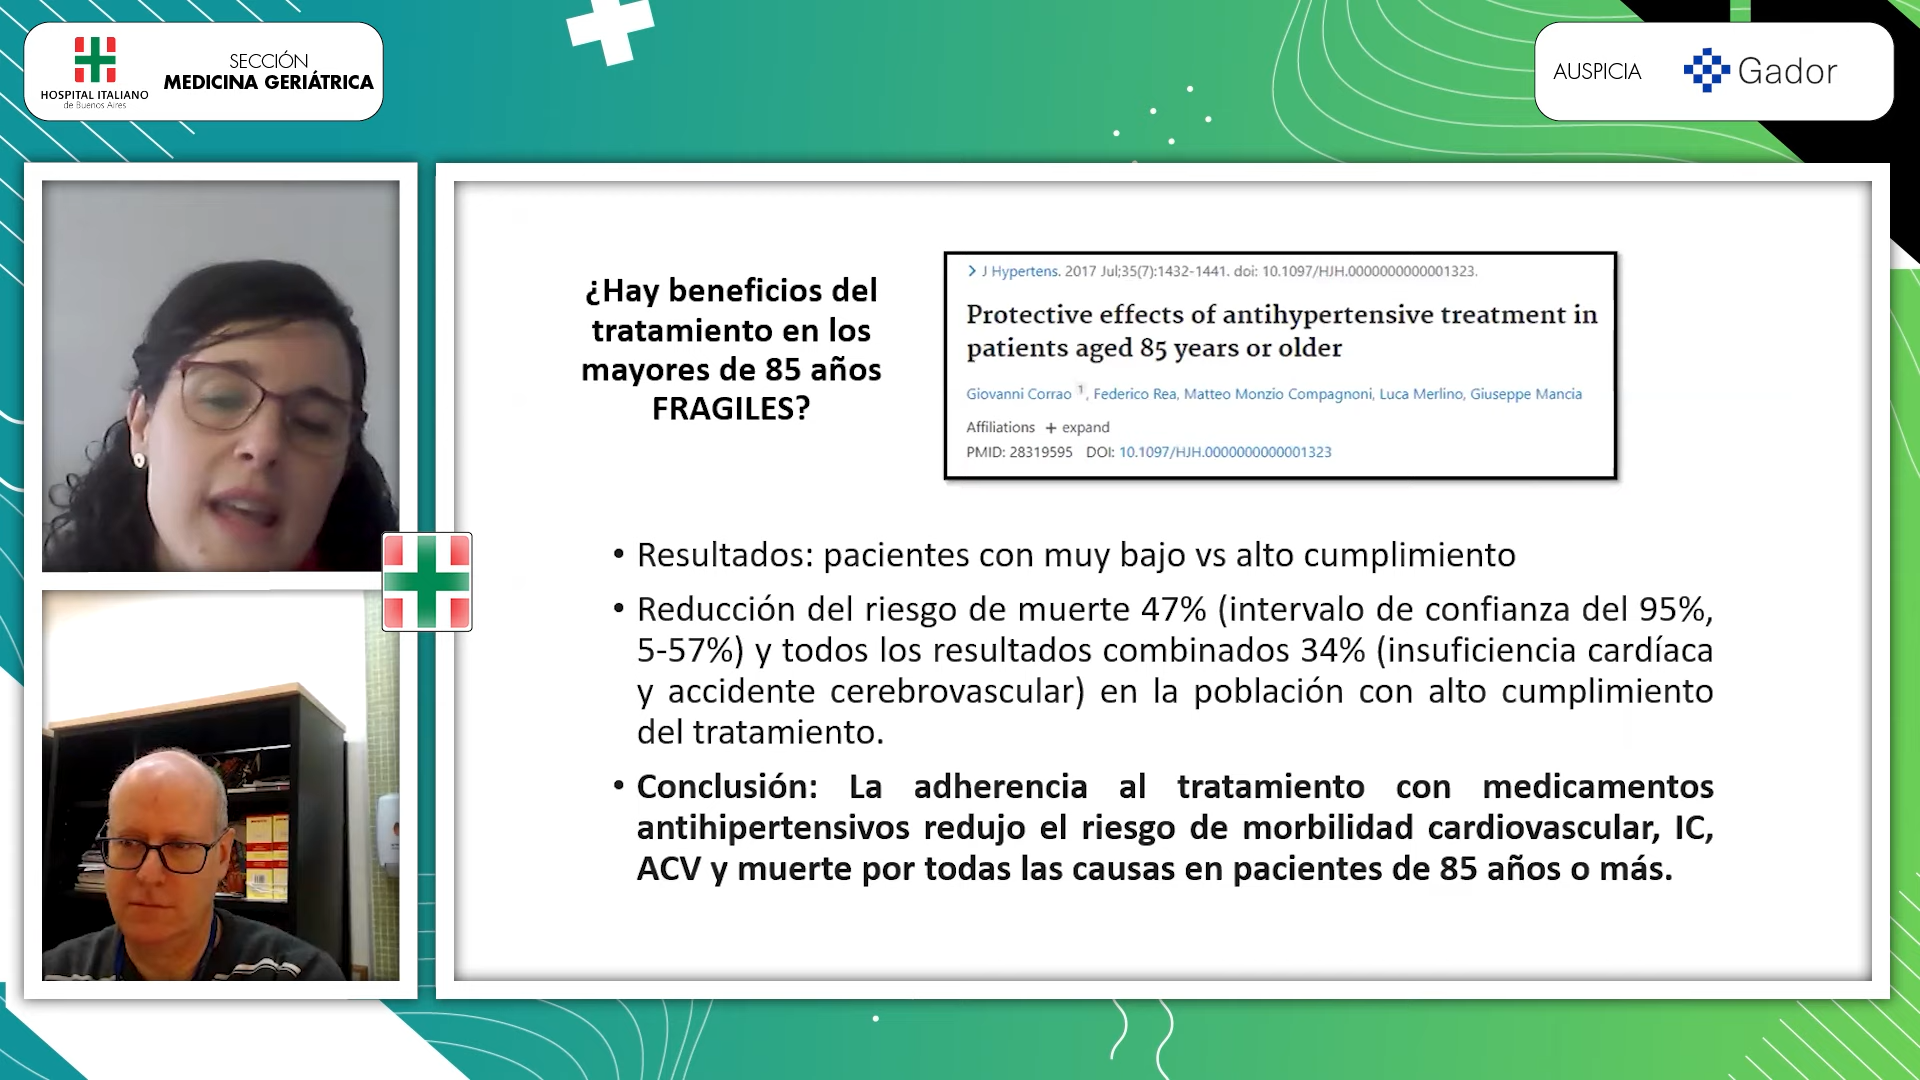 HOSPITAL ITALIANO
de Buenos Aires
SECCIÓN
MEDICINA GERIÁTRICA
AUSPICIA
Gador
¿Hay beneficios del
tratamiento en los
mayores de 85 años
FRAGILES?
J Hypertens. 2017 Jul;35(7):1432-1441. doi: 10.1097/HJH.0000000000001323.
Protective effects of antihypertensive treatment in
patients aged 85 years or older
Giovanni Corrao 1, Federico Rea, Matteo Monzio Compagnoni, Luca Merlino, Giuseppe Mancia
Affiliations + expand
PMID: 28319595 DOI: 10.1097/HJH.0000000000001323
• Resultados: pacientes con muy bajo vs alto cumplimiento
• Reducción del riesgo de muerte 47% (intervalo de confianza del 95%,
5-57%) y todos los resultados combinados 34% (insuficiencia cardíaca
y accidente cerebrovascular) en la población con alto cumplimiento
del tratamiento.
• Conclusión: La adherencia al tratamiento con medicamentos
antihipertensivos redujo el riesgo de morbilidad cardiovascular, IC,
ACV y muerte por todas las causas en pacientes de 85 años o más.